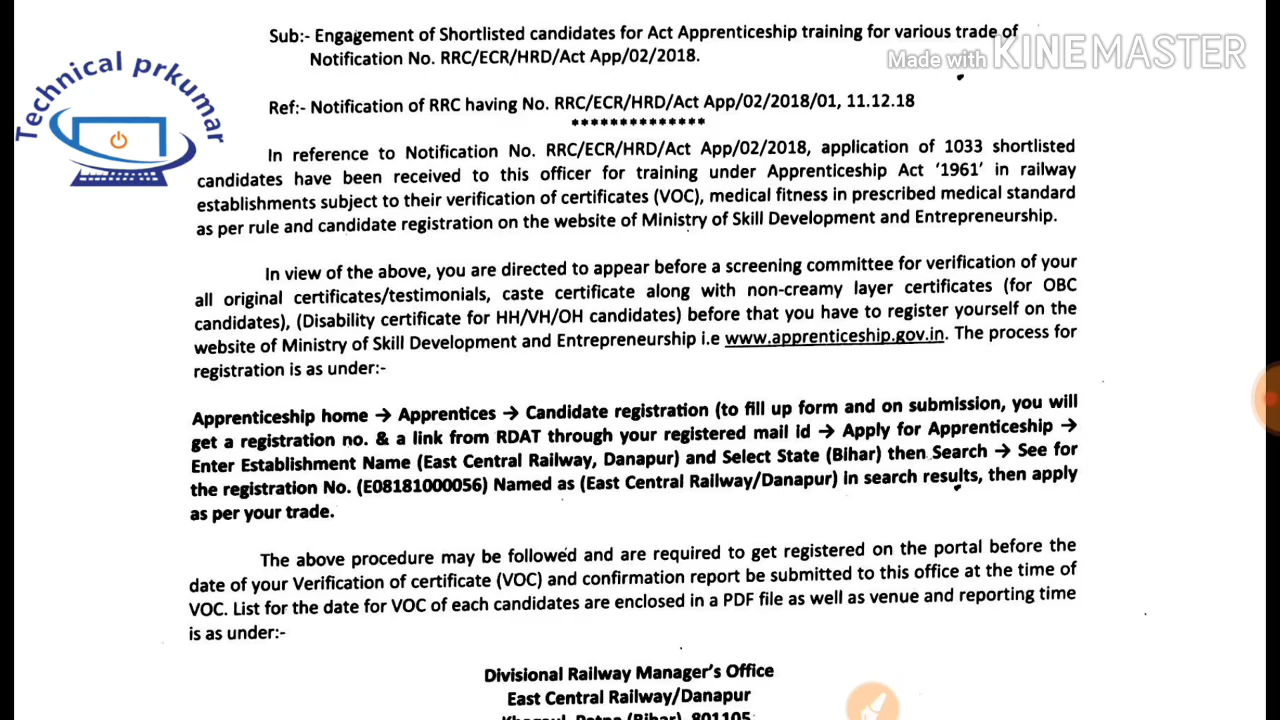 Technical prkumar
Made with KINEMASTER
Sub:- Engagement of Shortlisted candidates for Act Apprenticeship training for various trade of
Notification No. RRC/ECR/HRD/Act App/02/2018.
Ref:- Notification of RRC having No. RRC/ECR/HRD/Act App/02/2018/01, 11.12.18
**************
In reference to Notification No. RRC/ECR/HRD/Act App/02/2018, application of 1033 shortlisted
candidates have been received to this officer for training under Apprenticeship Act '1961' in railway
establishments subject to their verification of certificates (VOC), medical fitness in prescribed medical standard
as per rule and candidate registration on the website of Ministry of Skill Development and Entrepreneurship.
In view of the above, you are directed to appear before a screening committee for verification of your
all original certificates/testimonials, caste certificate along with non-creamy layer certificates (for OBC
candidates), (Disability certificate for HH/VH/OH candidates) before that you have to register yourself on the
website of Ministry of Skill Development and Entrepreneurship i.e www.apprenticeship.gov.in. The process for
registration is as under:-
Apprenticeship home → Apprentices → Candidate registration (to fill up form and on submission, you will
get a registration no. & a link from RDAT through your registered mail id → Apply for Apprenticeship →
Enter Establishment Name (East Central Railway, Danapur) and Select State (Bihar) then Search → See for
the registration No. (E08181000056) Named as (East Central Railway/Danapur) in search results, then apply
as per your trade.
The above procedure may be followed and are required to get registered on the portal before the
date of your Verification of certificate (VOC) and confirmation report be submitted to this office at the time of
VOC. List for the date for VOC of each candidates are enclosed in a PDF file as well as venue and reporting time
is as under:-
Divisional Railway Manager's Office
East Central Railway/Danapur
Khagaul, Patna (Bihar), 801105